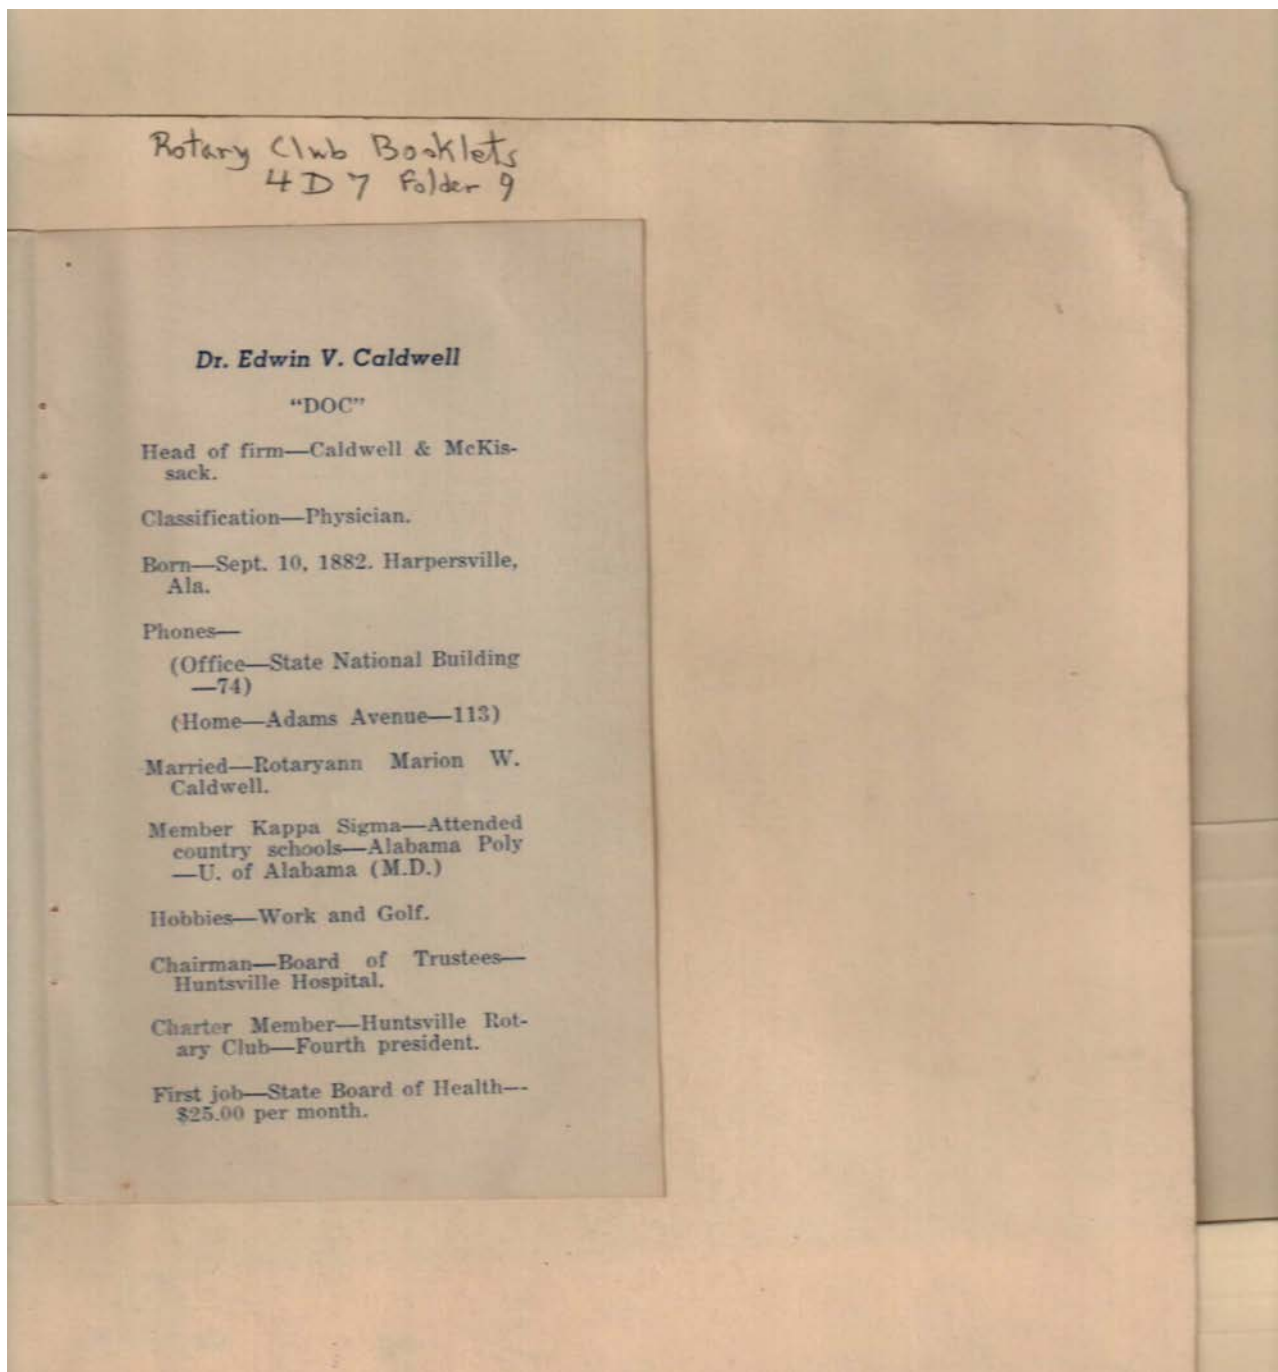 Rotary Club Booklets
4 D 7 Folder 9
Dr. Edwin V. Caldwell
“DOC”
Head of firm—Caldwell & McKis-
sack.
Classification—Physician.
Born—Sept. 10, 1882. Harpersville,
Ala.
Phones—
(Office—State National Building
—74)
(Home—Adams Avenue—113)
Married—Rotaryann Marion W.
Caldwell.
Member Kappa Sigma—Attended
country schools—Alabama Poly
—U. of Alabama (M.D.)
Hobbies—Work and Golf.
Chairman—Board of Trustees—
Huntsville Hospital.
Charter Member—Huntsville Rot-
ary Club—Fourth president.
First job—State Board of Health—
$25.00 per month.